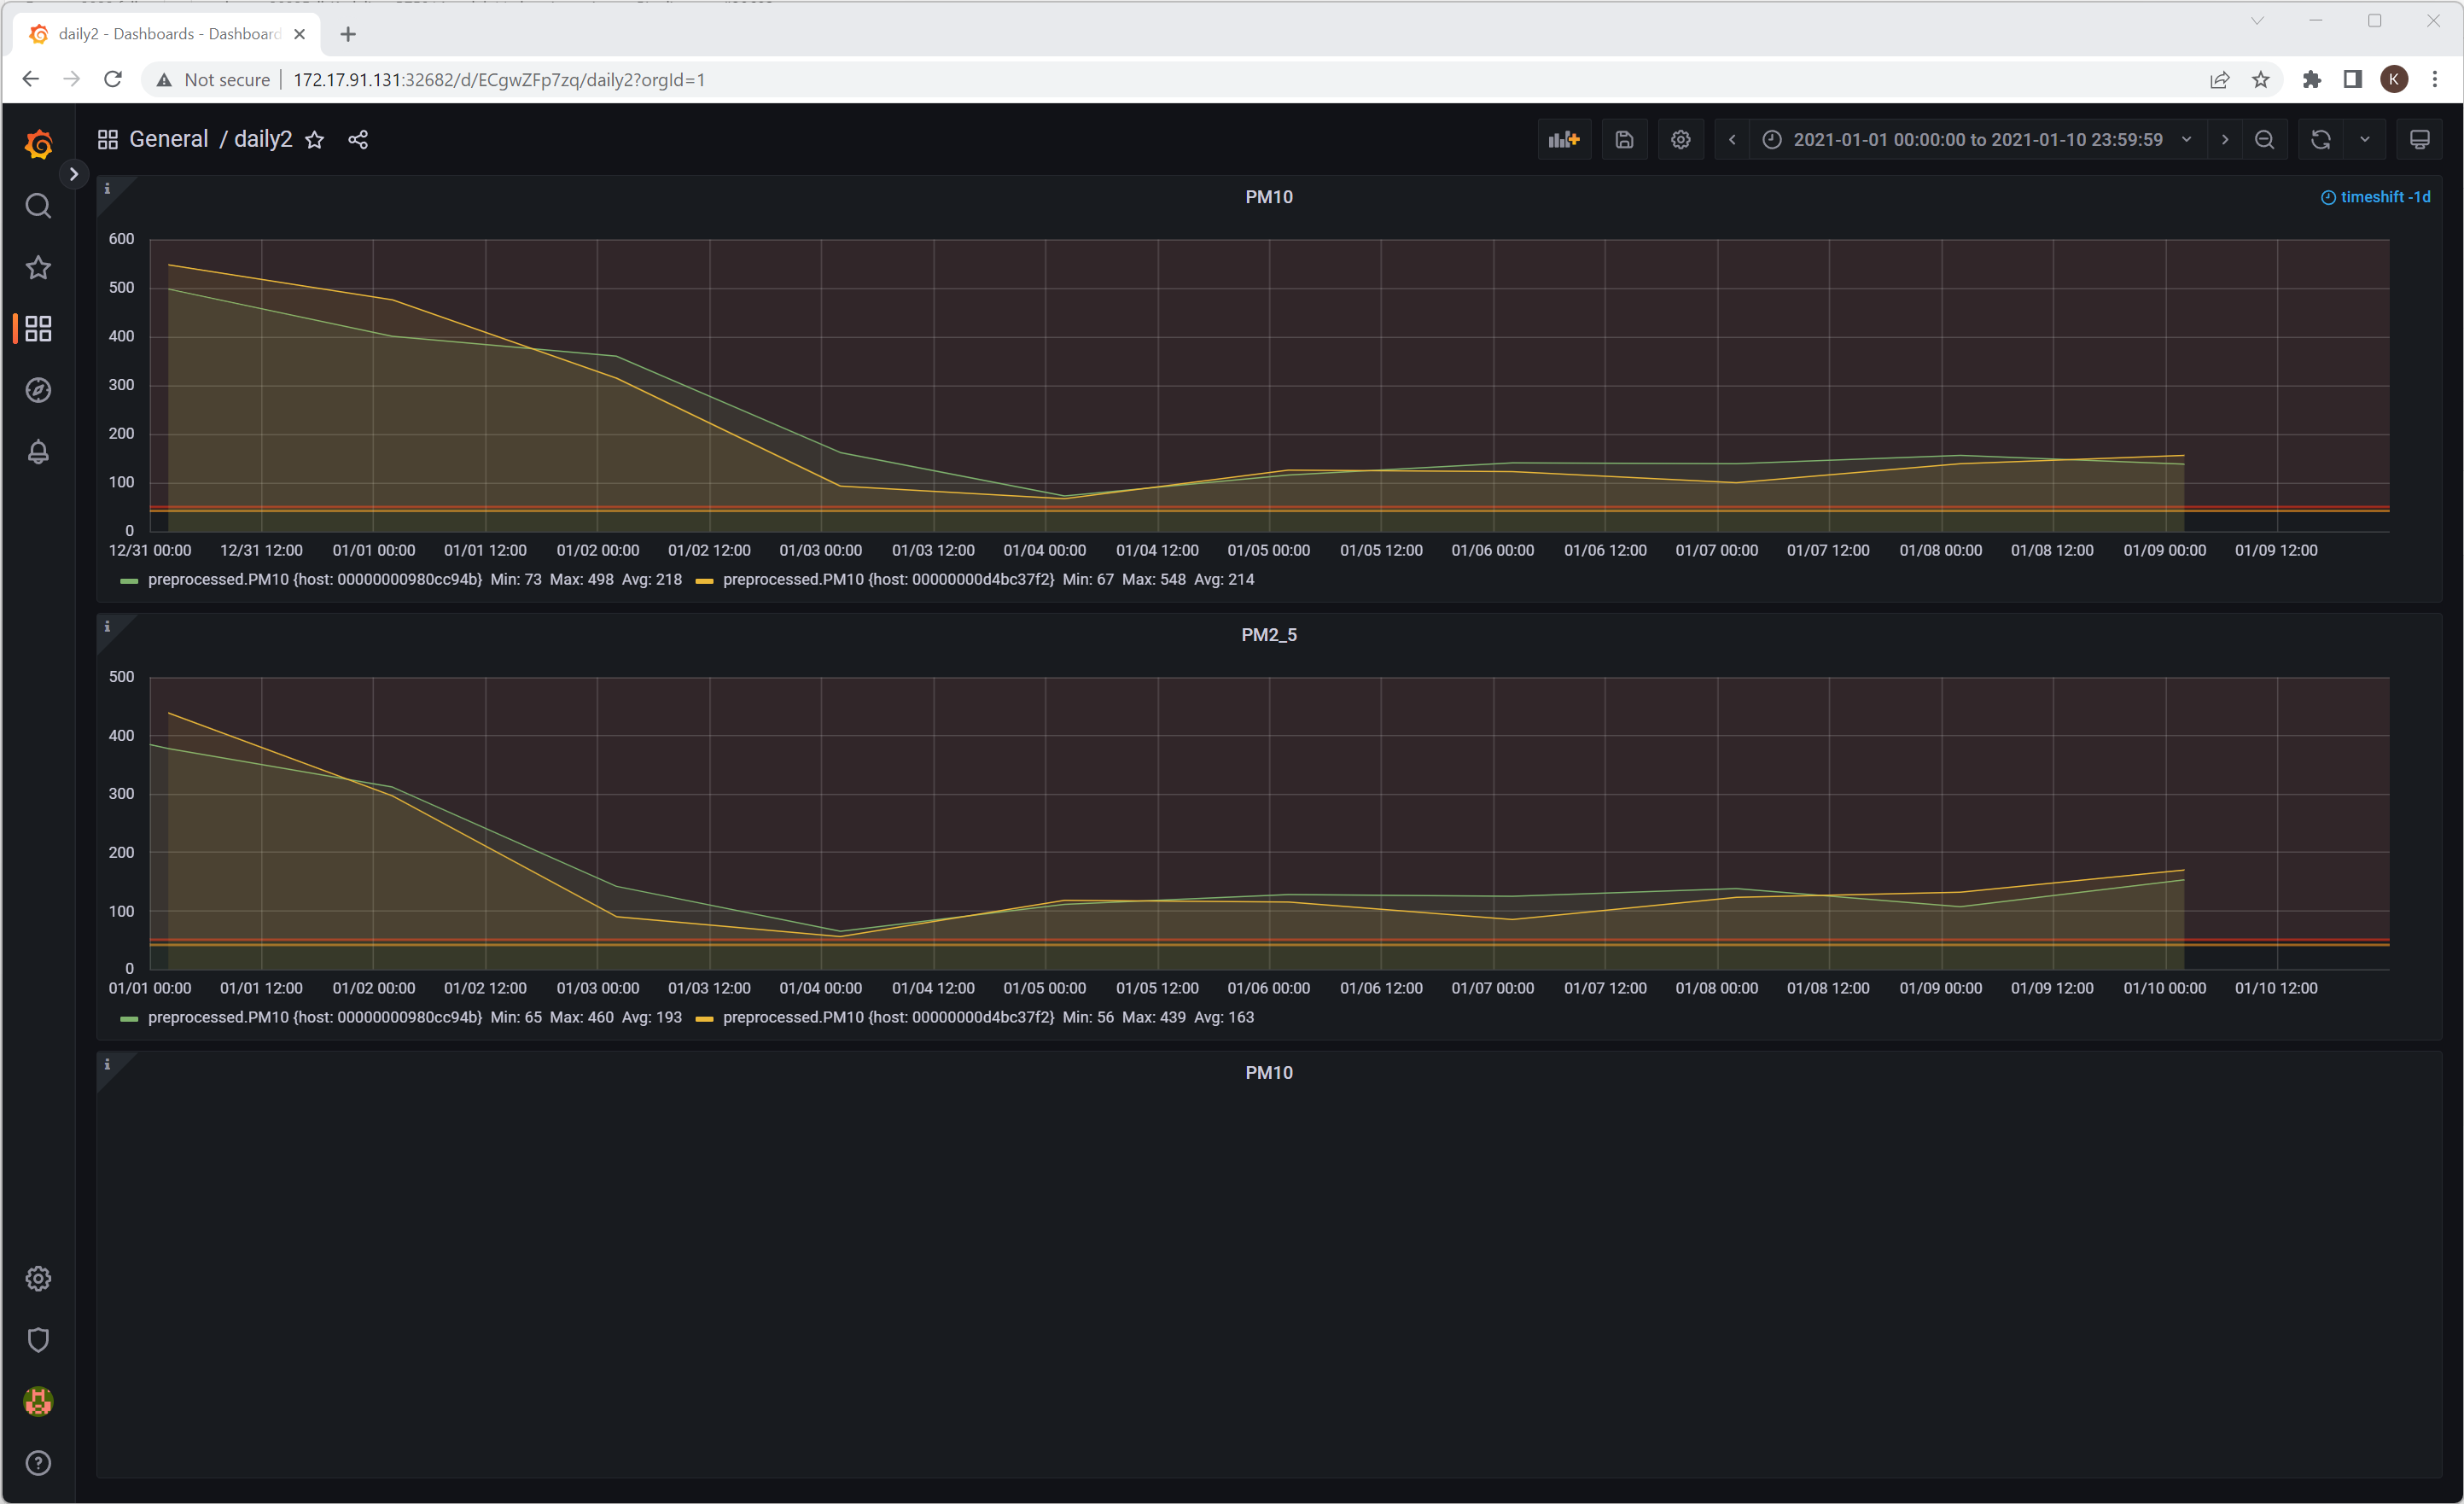 daily2 - Dashboards - Dashboard
Not secure
172.17.91.131:32682/d/ECgwZFp7zq/daily2?orgId=1
K
General / daily2
2021-01-01 00:00:00 to 2021-01-10 23:59:59
i
PM10
timeshift -1d
600
500
400
300
200
100
0
12/31 00:00 12/31 12:00 01/01 00:00 01/01 12:00 01/02 00:00 01/02 12:00 01/03 00:00 01/03 12:00 01/04 00:00 01/04 12:00 01/05 00:00 01/05 12:00 01/06 00:00 01/06 12:00 01/07 00:00 01/07 12:00 01/08 00:00 01/08 12:00 01/09 00:00 01/09 12:00
preprocessed.PM10 {host: 00000000980cc94b} Min: 73 Max: 498 Avg: 218 preprocessed.PM10 {host: 00000000d4bc37f2} Min: 67 Max: 548 Avg: 214
i
PM2_5
500
400
300
200
100
0
01/01 00:00 01/01 12:00 01/02 00:00 01/02 12:00 01/03 00:00 01/03 12:00 01/04 00:00 01/04 12:00 01/05 00:00 01/05 12:00 01/06 00:00 01/06 12:00 01/07 00:00 01/07 12:00 01/08 00:00 01/08 12:00 01/09 00:00 01/09 12:00 01/10 00:00 01/10 12:00
preprocessed.PM10 {host: 00000000980cc94b} Min: 65 Max: 460 Avg: 193 preprocessed.PM10 {host: 00000000d4bc37f2} Min: 56 Max: 439 Avg: 163
i
PM10